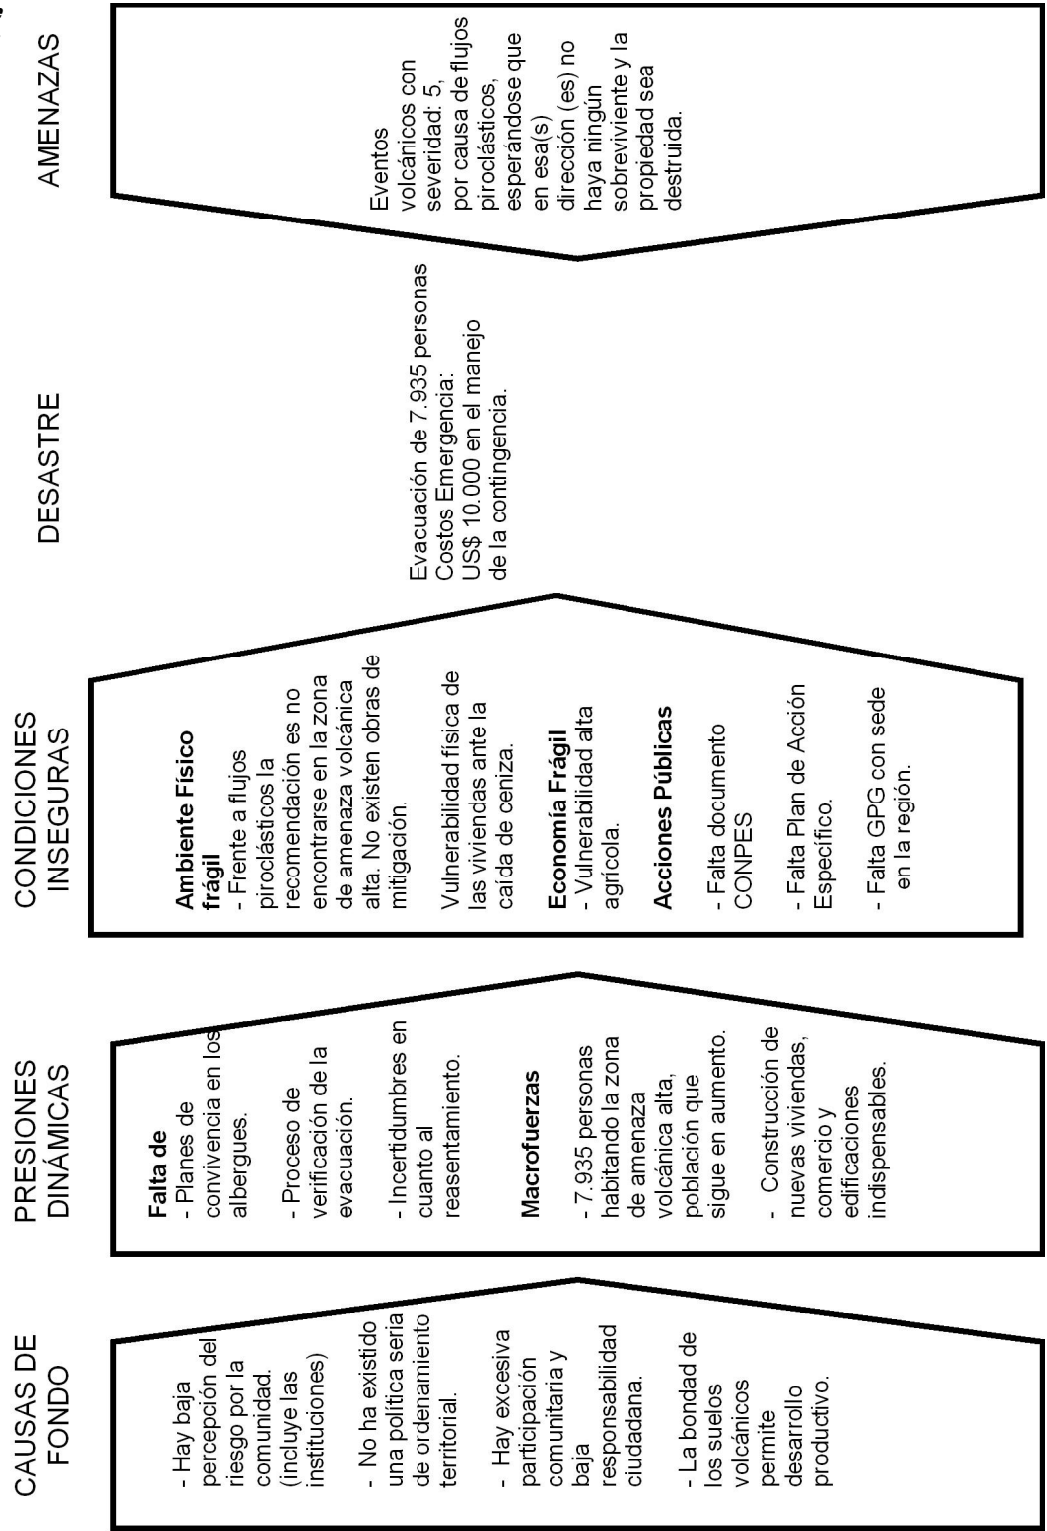 CAUSAS DE
FONDO
- Hay baja
percepción del
riesgo por la
comunidad.
(incluye las
instituciones)
- No ha existido
una política seria
de ordenamiento
territorial.
- Hay excesiva
participación
comunitaria y
baja
responsabilidad
ciudadana.
- La bondad de
los suelos
volcánicos
permite
desarrollo
productivo.
PRESIONES
DINÁMICAS
Falta de
- Planes de
convivencia en los
albergues.
- Proceso de
verificación de la
evacuación.
- Incertidumbres en
cuanto al
reasentamiento.
Macrofuerzas
- 7.935 personas
habitando la zona
de amenaza
volcánica alta,
población que
sigue en aumento.
- Construcción de
nuevas viviendas,
comercio y
edificaciones
indispensables.
CONDICIONES
INSEGURAS
Ambiente Físico
frágil
- Frente a flujos
piroclásticos la
recomendación es no
encontrarse en la zona
de amenaza volcánica
alta. No existen obras de
mitigación.
Vulnerabilidad física de
las viviendas ante la
caída de ceniza.
Economía Frágil
- Vulnerabilidad alta
agrícola.
Acciones Públicas
- Falta documento
CONPES
- Falta Plan de Acción
Específico.
- Falta GPG con sede
en la región.
DESASTRE
Evacuación de 7.935 personas
Costos Emergencia:
US$ 10.000 en el manejo
de la contingencia.
AMENAZAS
Eventos
volcánicos con
severidad: 5,
por causa de flujos
piroclásticos,
esperándose que
en esa(s)
dirección (es) no
haya ningún
sobreviviente y la
propiedad sea
destruida.